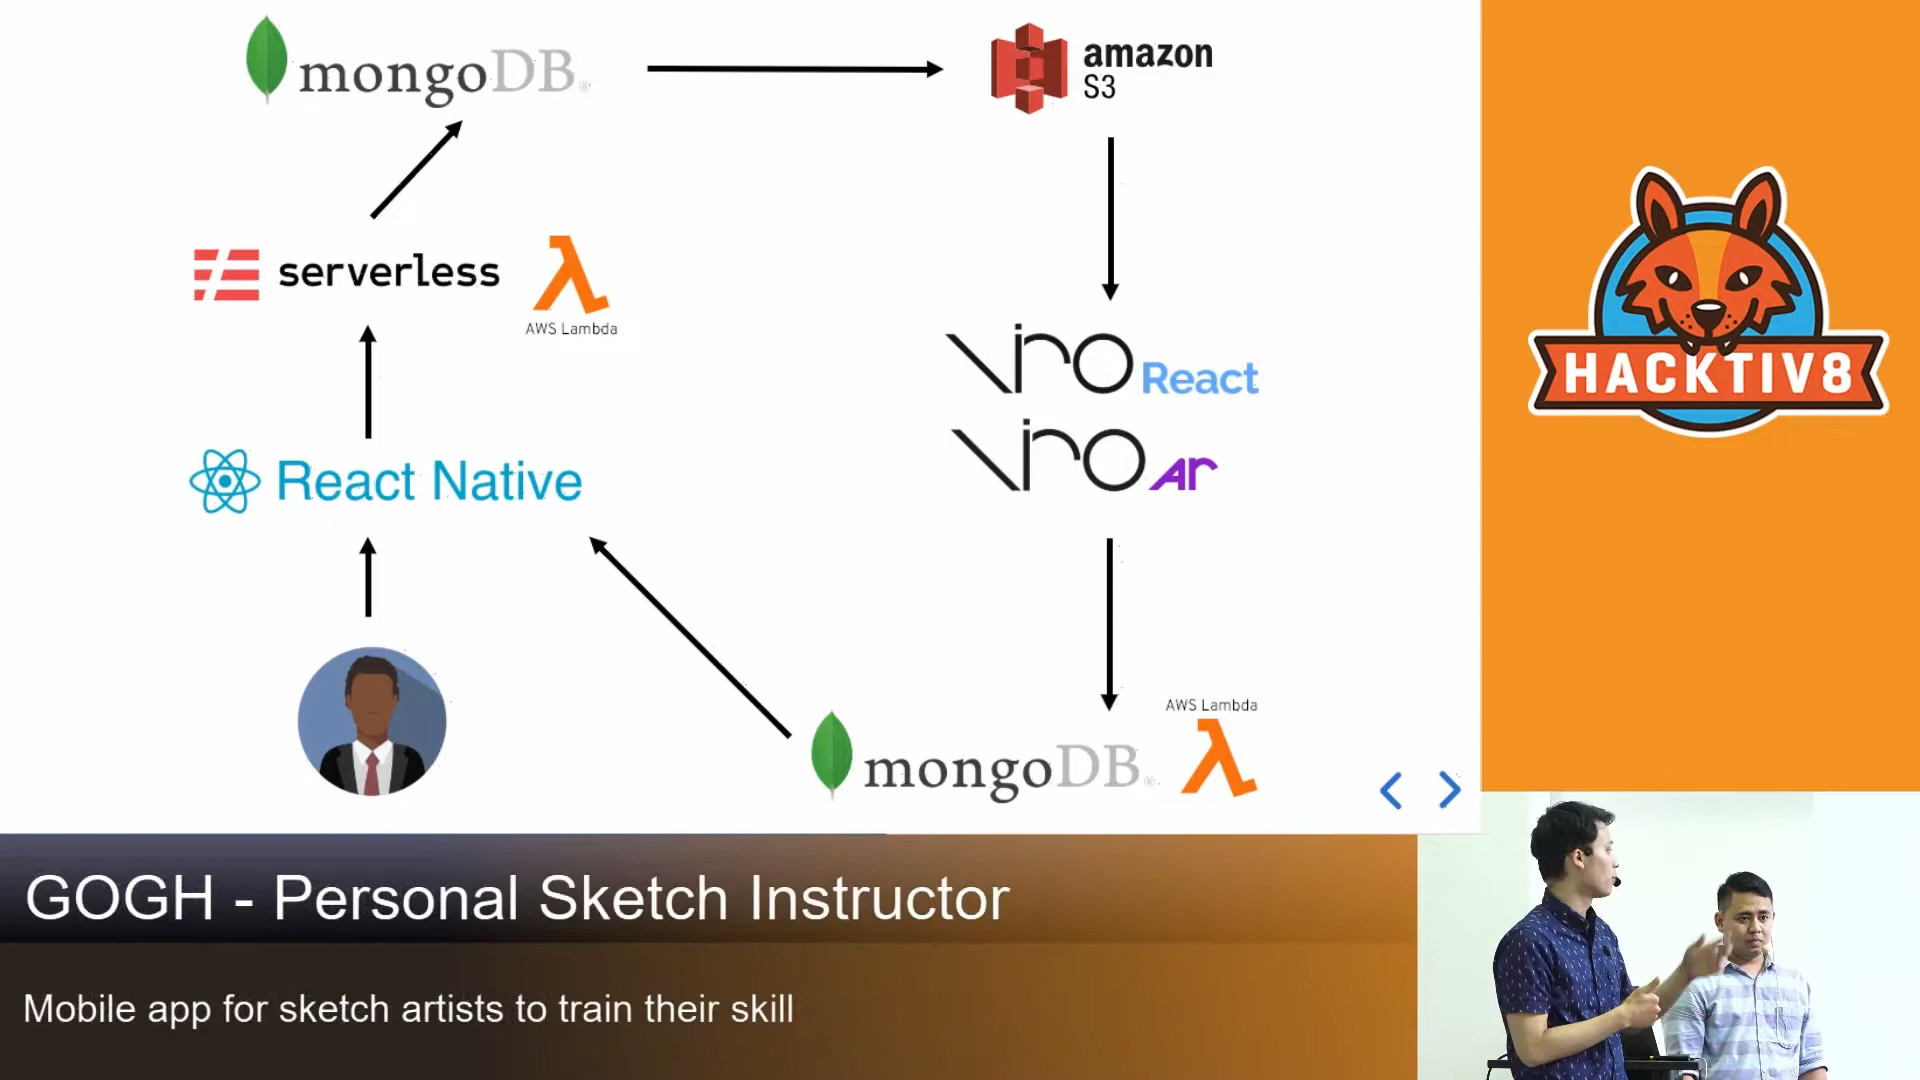 mongoDB®
amazon
S3
serverless
AWS Lambda
viro React
viro Ar
React Native
AWS Lambda
mongoDB®
HACKTIV8
GOGH - Personal Sketch Instructor
Mobile app for sketch artists to train their skill